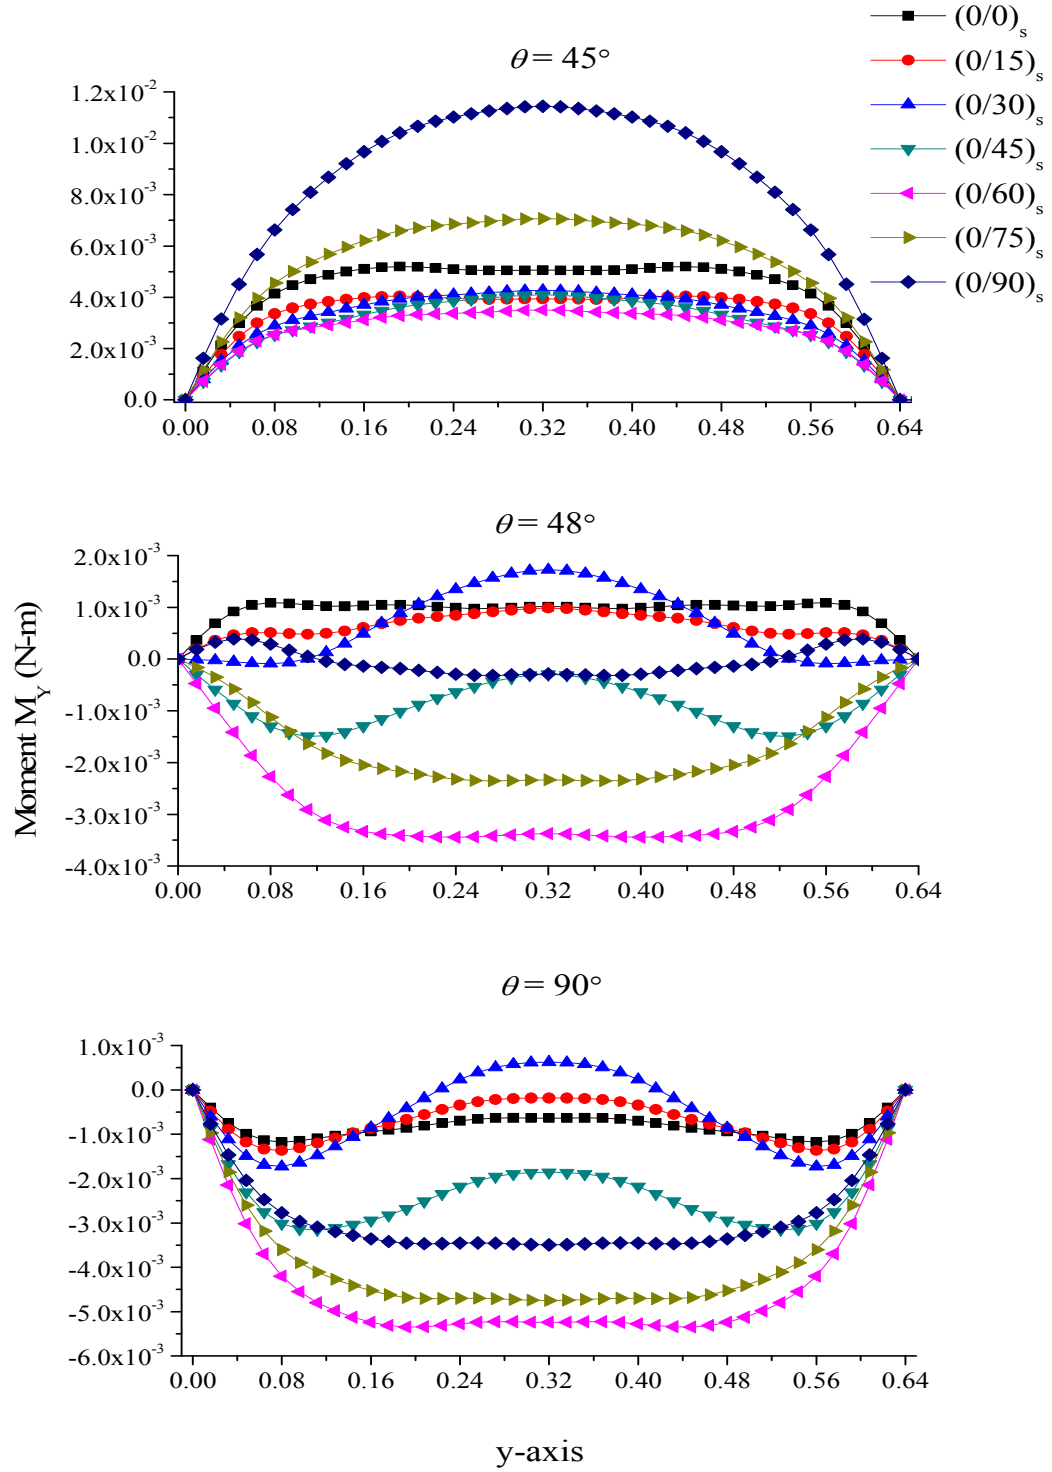 (0/0)s
(0/15)s
(0/30)s
(0/45)s
(0/60)s
(0/75)s
(0/90)s
θ = 45°
1.2x10⁻²
1.0x10⁻²
8.0x10⁻³
6.0x10⁻³
4.0x10⁻³
2.0x10⁻³
0.0
0.00 0.08 0.16 0.24 0.32 0.40 0.48 0.56 0.64
Moment M_Y (N-m)
θ = 48°
2.0x10⁻³
1.0x10⁻³
0.0
-1.0x10⁻³
-2.0x10⁻³
-3.0x10⁻³
-4.0x10⁻³
0.00 0.08 0.16 0.24 0.32 0.40 0.48 0.56 0.64
θ = 90°
1.0x10⁻³
0.0
-1.0x10⁻³
-2.0x10⁻³
-3.0x10⁻³
-4.0x10⁻³
-5.0x10⁻³
-6.0x10⁻³
0.00 0.08 0.16 0.24 0.32 0.40 0.48 0.56 0.64
y-axis